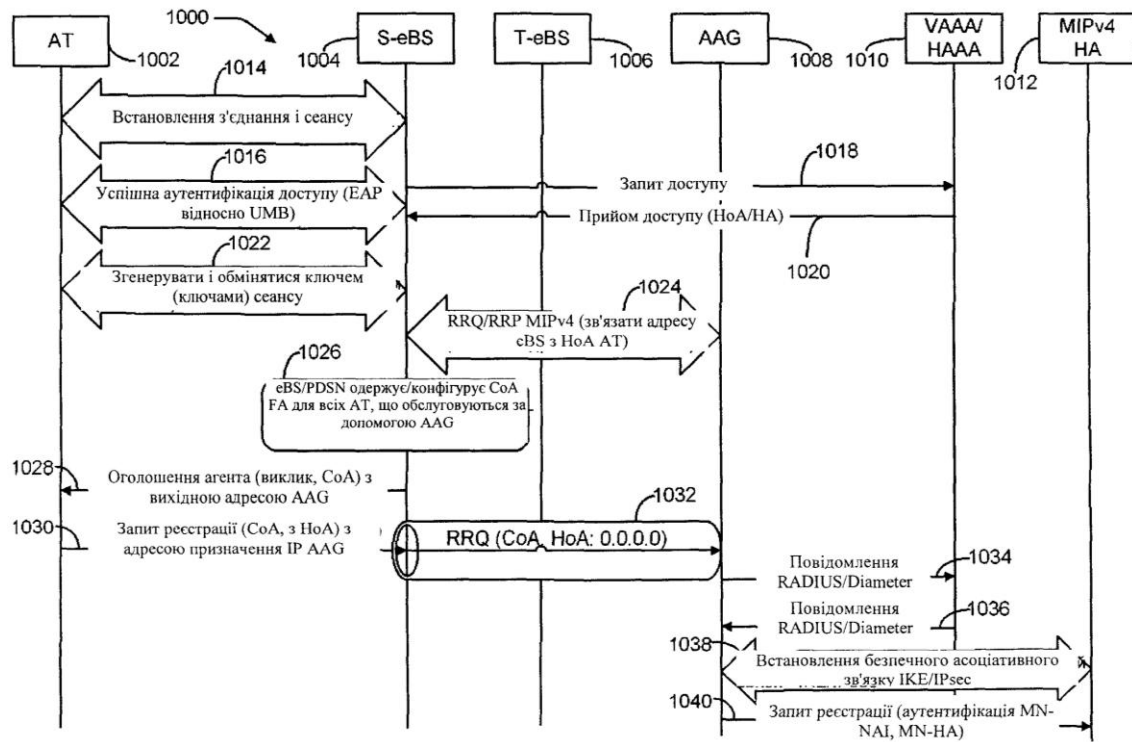 1000
AT
1002
S-eBS
1004
T-eBS
1006
AAG
1008
VAAA/
HAAA
1010
MIPv4
HA
1012
1014
Встановлення з'єднання і сеансу
1016
Успішна аутентифікація доступу (EAP
відносно UMB)
1018
Запит доступу
Прийом доступу (HoA/HA)
1020
1022
Згенерувати і обмінятися ключем
(ключами) сеансу
1024
RRQ/RRP MIPv4 (зв'язати адресу
eBS з HoA AT)
1026
eBS/PDSN одержує/конфігурує CoA
FA для всіх AT, що обслуговуються за
допомогою AAG
1028
Оголошення агента (виклик, CoA) з
вихідною адресою AAG
1030
Запит реєстрації (CoA, з HoA) з
адресою призначення IP AAG
1032
RRQ (CoA, HoA: 0.0.0.0)
Повідомлення
RADIUS/Diameter
1034
Повідомлення
RADIUS/Diameter
1036
1038
Встановлення безпечного асоціативного
зв'язку IKE/IPsec
1040
Запит реєстрації (аутентифікація MN-
NAI, MN-HA)